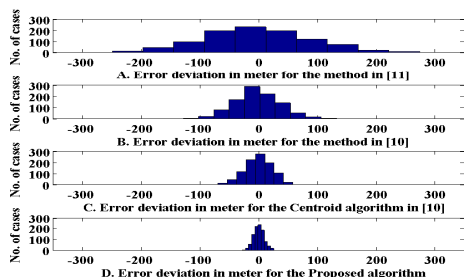 No. of cases
300
200
100
0
-300 -200 -100 0 100 200 300
A. Error deviation in meter for the method in [11]
No. of cases
300
200
100
0
-300 -200 -100 0 100 200 300
B. Error deviation in meter for the method in [10]
No. of cases
300
200
100
0
-300 -200 -100 0 100 200 300
C. Error deviation in meter for the Centroid algorithm in [10]
No. of cases
300
200
100
0
-300 -200 -100 0 100 200 300
D. Error deviation in meter for the Proposed algorithm